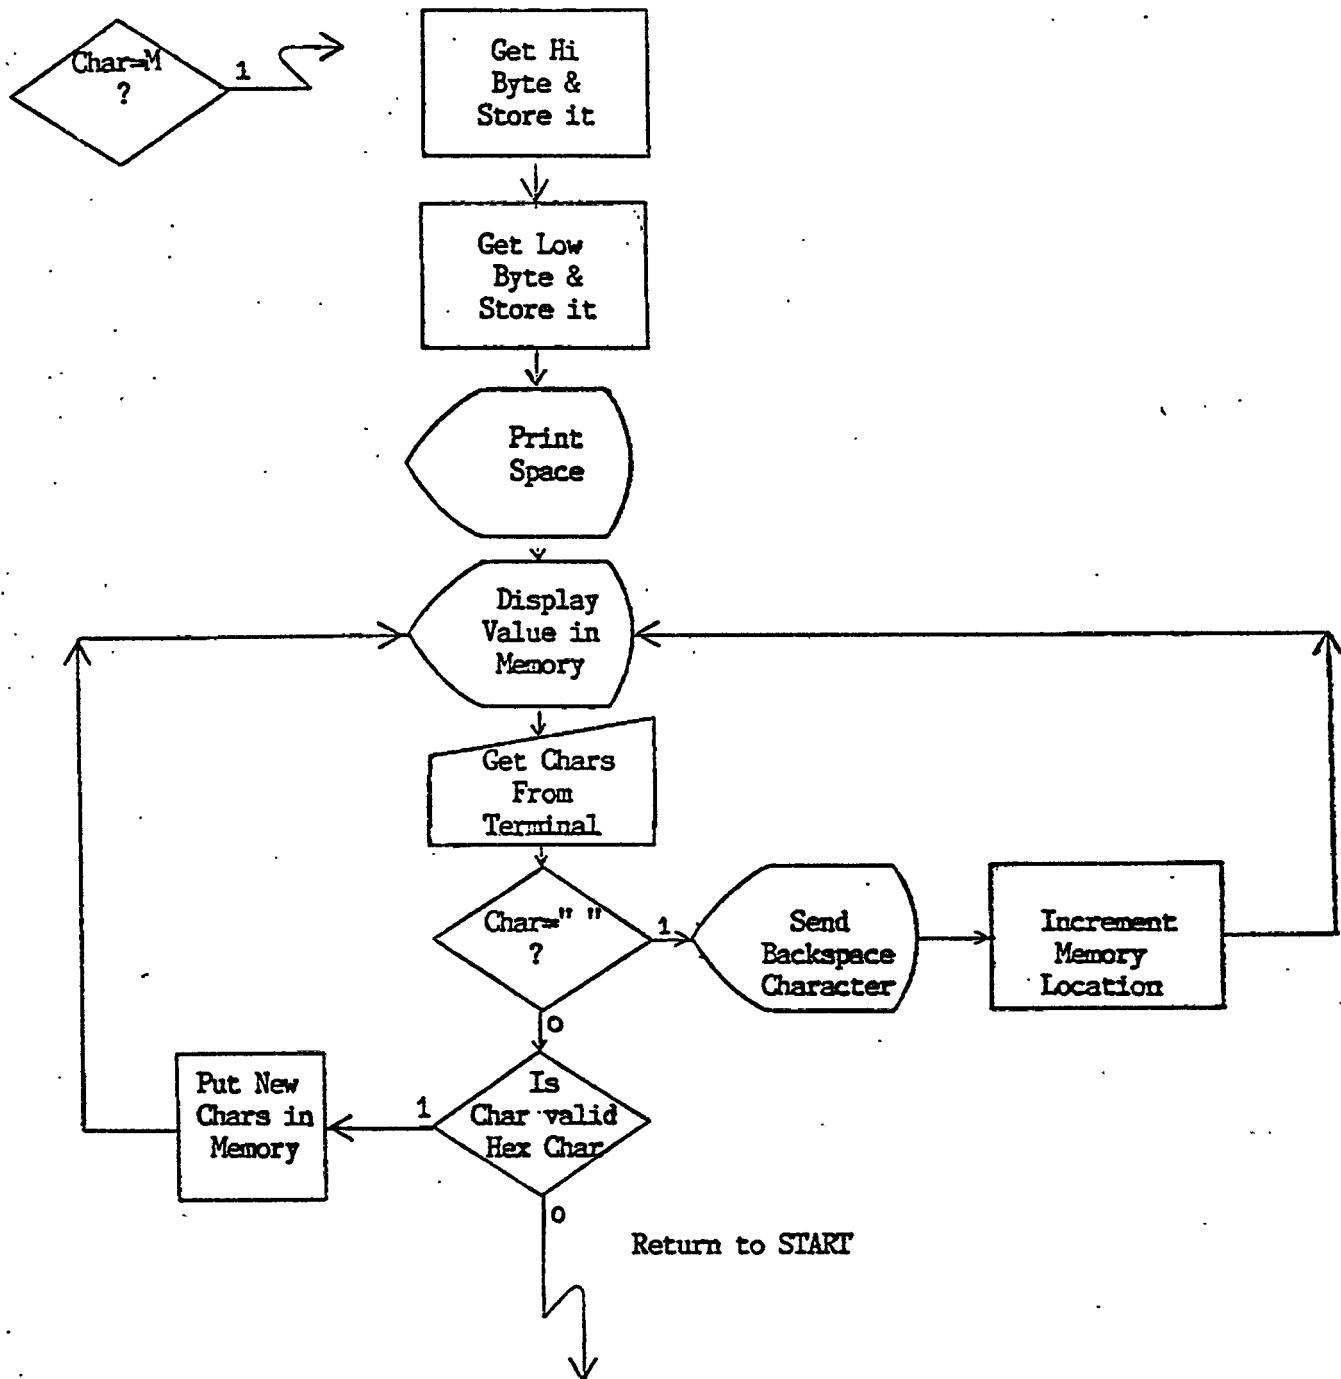 Char=M
?
1
Get Hi
Byte &
Store it
Get Low
Byte &
Store it
Print
Space
Display
Value in
Memory
Get Chars
From
Terminal
Char=" "
?
1
Send
Backspace
Character
Increment
Memory
Location
0
Is
Char valid
Hex Char
1
Put New
Chars in
Memory
0
Return to START